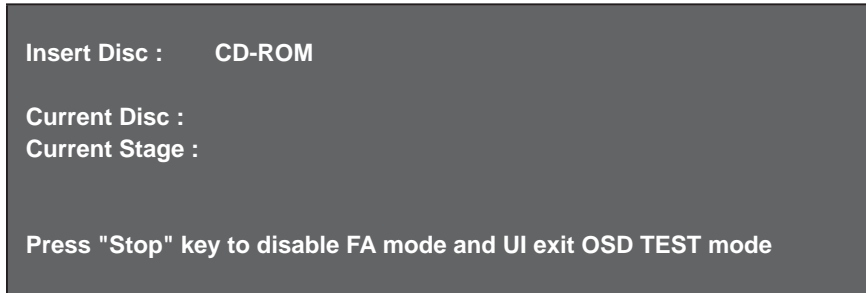 Insert Disc : CD-ROM
Current Disc :
Current Stage :
Press "Stop" key to disable FA mode and UI exit OSD TEST mode